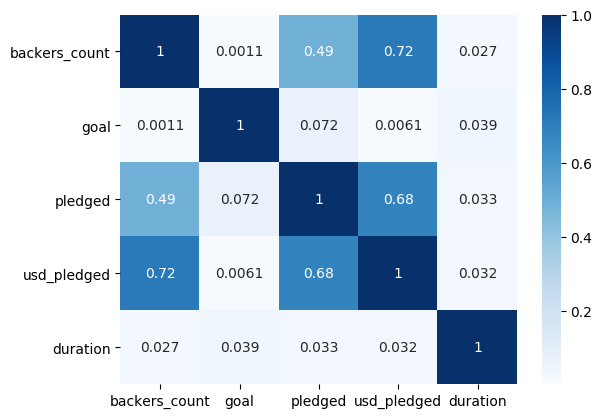 backers_count 1 0.0011 0.49 0.72 0.027
goal 0.0011 1 0.072 0.0061 0.039
pledged 0.49 0.072 1 0.68 0.033
usd_pledged 0.72 0.0061 0.68 1 0.032
duration 0.027 0.039 0.033 0.032 1
backers_count goal pledged usd_pledged duration
1.0
0.8
0.6
0.4
0.2